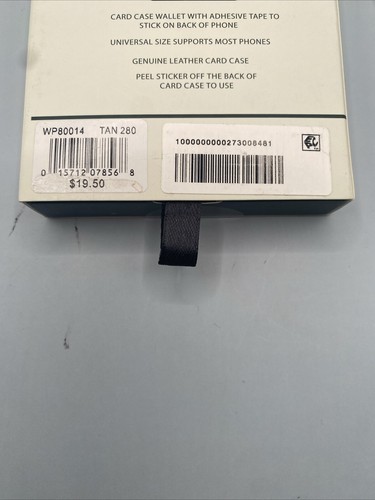 CARD CASE WALLET WITH ADHESIVE TAPE TO
STICK ON BACK OF PHONE
UNIVERSAL SIZE SUPPORTS MOST PHONES
GENUINE LEATHER CARD CASE
PEEL STICKER OFF THE BACK OF
CARD CASE TO USE
WP80014 TAN 280
0 15712 07856 8
$19.50
1000000000273008481